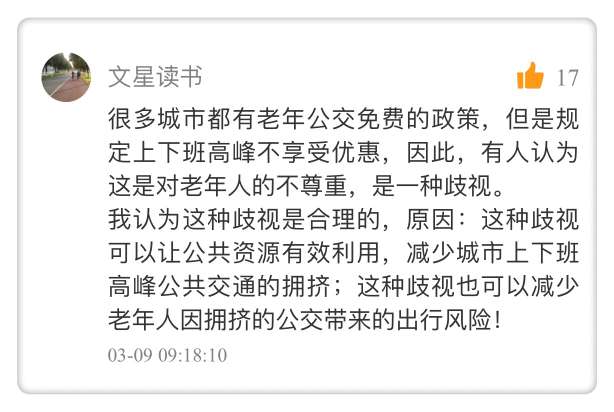 文星读书
17
很多城市都有老年公交免费的政策，但是规
定上下班高峰不享受优惠，因此，有人认为
这是对老年人的不尊重，是一种歧视。
我认为这种歧视是合理的，原因：这种歧视
可以让公共资源有效利用，减少城市上下班
高峰公共交通的拥挤；这种歧视也可以减少
老年人因拥挤的公交带来的出行风险！
03-09 09:18:10